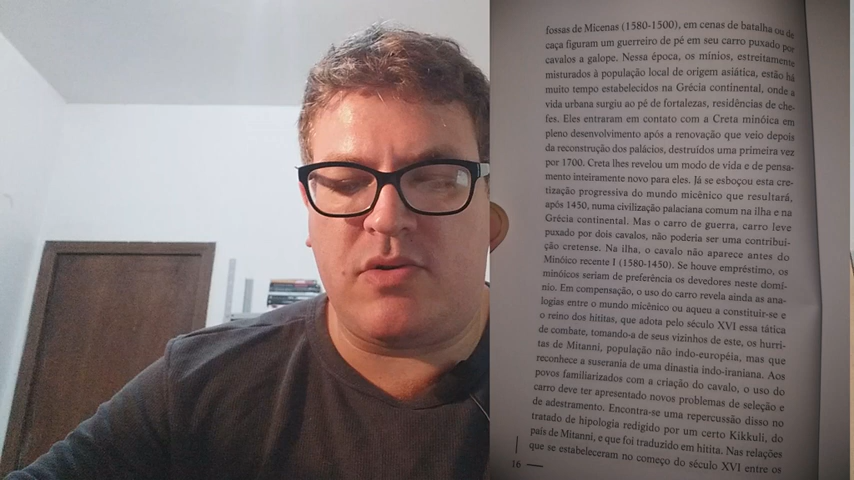 fossas de Micenas (1580-1500), em cenas de batalha ou de
caça figuram um guerreiro de pé em seu carro puxado por
cavalos a galope. Nessa época, os mínios, estreitamente
misturados à população local de origem asiática, estão há
muito tempo estabelecidos na Grécia continental, onde a
vida urbana surgiu ao pé de fortalezas, residências de che-
fes. Eles entraram em contato com a Creta minóica em
pleno desenvolvimento após a renovação que veio depois
da reconstrução dos palácios, destruídos uma primeira vez
por 1700. Creta lhes revelou um modo de vida e de pensa-
mento inteiramente novo para eles. Já se esboçou esta cre-
tização progressiva do mundo micênico que resultará,
após 1450, numa civilização palaciana comum na ilha e na
Grécia continental. Mas o carro de guerra, carro leve
puxado por dois cavalos, não poderia ser uma contribui-
ção cretense. Na ilha, o cavalo não aparece antes do
Minóico recente I (1580-1450). Se houve empréstimo, os
minóicos seriam de preferência os devedores neste domí-
nio. Em compensação, o uso do carro revela ainda as ana-
logias entre o mundo micênico ou aqueu a constituir-se e
o reino dos hititas, que adota pelo século XVI essa tática
de combate, tomando-a de seus vizinhos de este, os hurri-
tas de Mitanni, população não indo-européia, mas que
reconhece a suserania de uma dinastia indo-iraniana. Aos
povos familiarizados com a criação do cavalo, o uso do
carro deve ter apresentado novos problemas de seleção e
de adestramento. Encontra-se uma repercussão disso no
tratado de hipologia redigido por um certo Kikkuli, do
país de Mitanni, e que foi traduzido em hitita. Nas relações
que se estabeleceram no começo do século XVI entre os
16